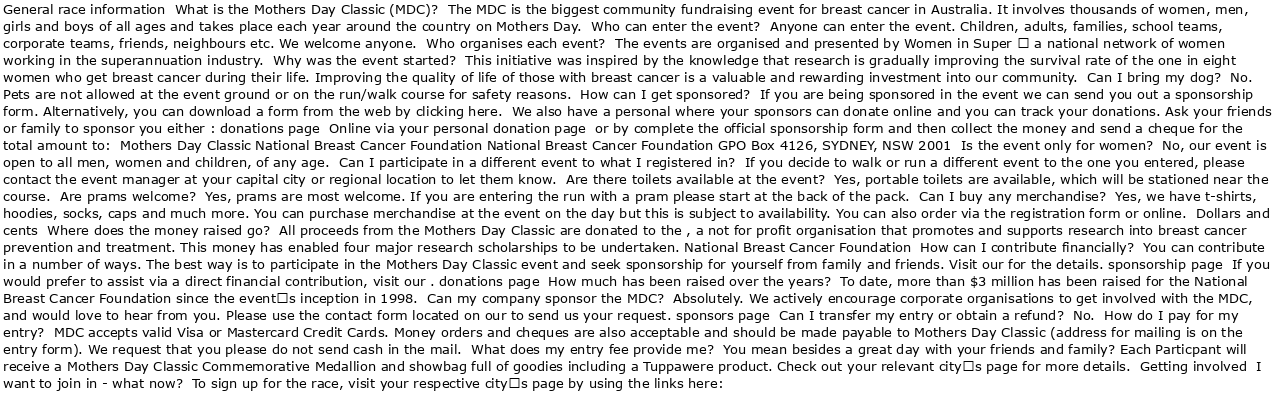 General race information  What is the Mothers Day Classic (MDC)?  The MDC is the biggest community fundraising event for breast cancer in Australia. It involves thousands of women, men,
girls and boys of all ages and takes place each year around the country on Mothers Day.  Who can enter the event?  Anyone can enter the event. Children, adults, families, school teams,
corporate teams, friends, neighbours etc. We welcome anyone.  Who organises each event?  The events are organised and presented by Women in Super □ a national network of women
working in the superannuation industry.  Why was the event started?  This initiative was inspired by the knowledge that research is gradually improving the survival rate of the one in eight
women who get breast cancer during their life. Improving the quality of life of those with breast cancer is a valuable and rewarding investment into our community.  Can I bring my dog?  No.
Pets are not allowed at the event ground or on the run/walk course for safety reasons.  How can I get sponsored?  If you are being sponsored in the event we can send you out a sponsorship
form. Alternatively, you can download a form from the web by clicking here.  We also have a personal where your sponsors can donate online and you can track your donations. Ask your friends
or family to sponsor you either : donations page  Online via your personal donation page  or by complete the official sponsorship form and then collect the money and send a cheque for the
total amount to:  Mothers Day Classic National Breast Cancer Foundation National Breast Cancer Foundation GPO Box 4126, SYDNEY, NSW 2001  Is the event only for women?  No, our event is
open to all men, women and children, of any age.  Can I participate in a different event to what I registered in?  If you decide to walk or run a different event to the one you entered, please
contact the event manager at your capital city or regional location to let them know.  Are there toilets available at the event?  Yes, portable toilets are available, which will be stationed near the
course.  Are prams welcome?  Yes, prams are most welcome. If you are entering the run with a pram please start at the back of the pack.  Can I buy any merchandise?  Yes, we have t-shirts,
hoodies, socks, caps and much more. You can purchase merchandise at the event on the day but this is subject to availability. You can also order via the registration form or online.  Dollars and
cents  Where does the money raised go?  All proceeds from the Mothers Day Classic are donated to the , a not for profit organisation that promotes and supports research into breast cancer
prevention and treatment. This money has enabled four major research scholarships to be undertaken. National Breast Cancer Foundation  How can I contribute financially?  You can contribute
in a number of ways. The best way is to participate in the Mothers Day Classic event and seek sponsorship for yourself from family and friends. Visit our for the details. sponsorship page  If you
would prefer to assist via a direct financial contribution, visit our . donations page  How much has been raised over the years?  To date, more than $3 million has been raised for the National
Breast Cancer Foundation since the event□s inception in 1998.  Can my company sponsor the MDC?  Absolutely. We actively encourage corporate organisations to get involved with the MDC,
and would love to hear from you. Please use the contact form located on our to send us your request. sponsors page  Can I transfer my entry or obtain a refund?  No.  How do I pay for my
entry?  MDC accepts valid Visa or Mastercard Credit Cards. Money orders and cheques are also acceptable and should be made payable to Mothers Day Classic (address for mailing is on the
entry form). We request that you please do not send cash in the mail.  What does my entry fee provide me?  You mean besides a great day with your friends and family? Each Particpant will
receive a Mothers Day Classic Commemorative Medallion and showbag full of goodies including a Tuppawere product. Check out your relevant city□s page for more details.  Getting involved  I
want to join in - what now?  To sign up for the race, visit your respective city□s page by using the links here: